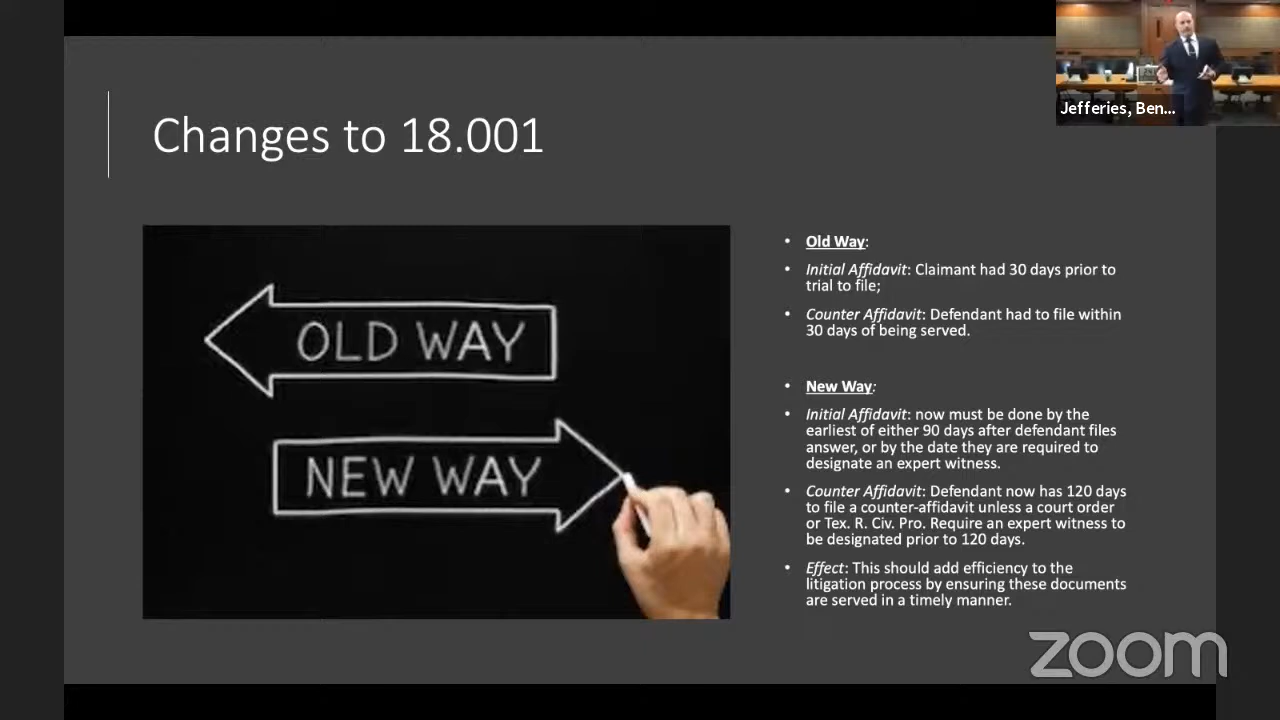 Jefferies, Ben...
Changes to 18.001
OLD WAY
NEW WAY
• Old Way:
• Initial Affidavit: Claimant had 30 days prior to
trial to file;
• Counter Affidavit: Defendant had to file within
30 days of being served.
• New Way:
• Initial Affidavit: now must be done by the
earliest of either 90 days after defendant files
answer, or by the date they are required to
designate an expert witness.
• Counter Affidavit: Defendant now has 120 days
to file a counter-affidavit unless a court order
or Tex. R. Civ. Pro. Require an expert witness to
be designated prior to 120 days.
• Effect: This should add efficiency to the
litigation process by ensuring these documents
are served in a timely manner.
zoom